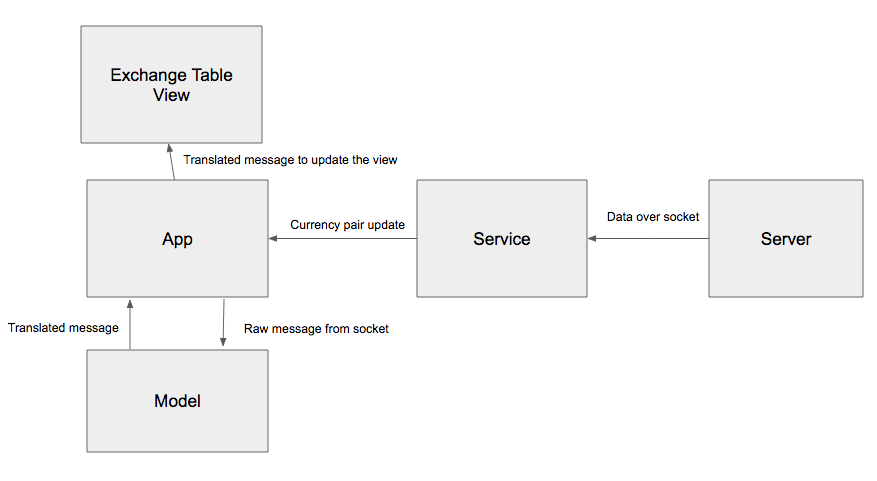 Exchange Table
View
Translated message to update the view
App
Currency pair update
Service
Data over socket
Server
Translated message
Raw message from socket
Model